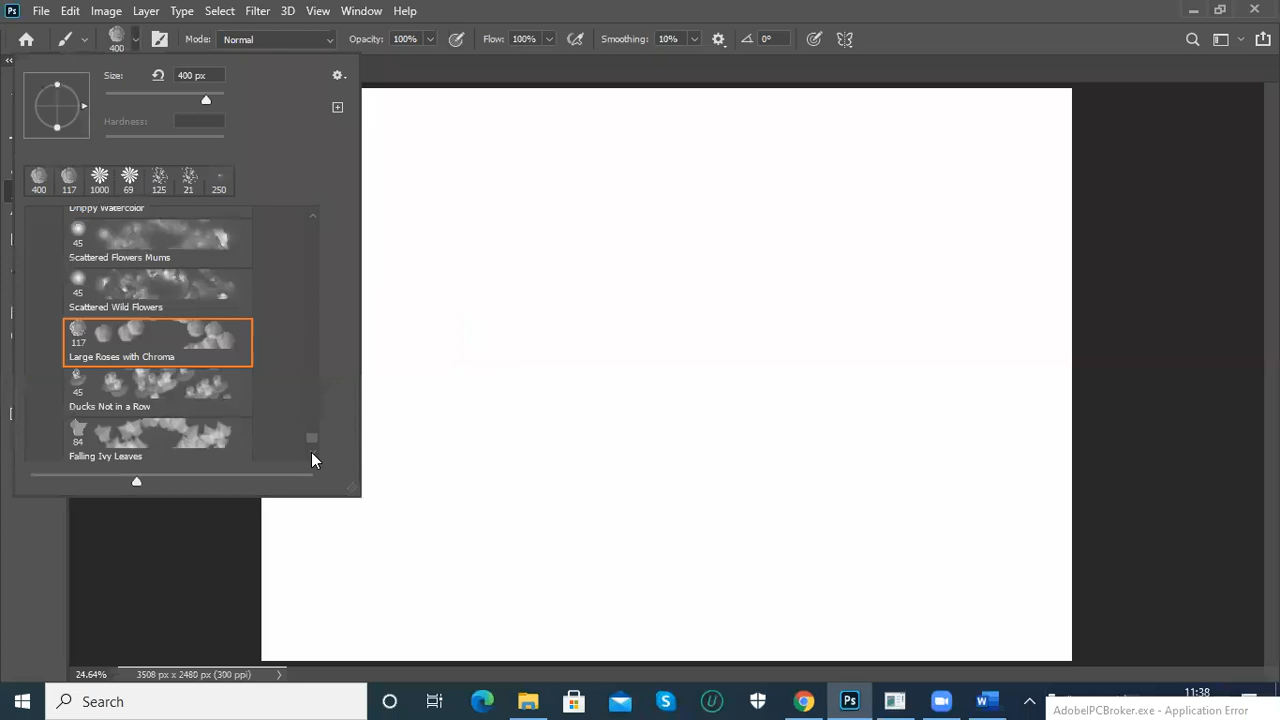 Ps File Edit Image Layer Type Select Filter 3D View Window Help
400 Mode: Normal Opacity: 100% Flow: 100% Smoothing: 10% 0°
Size: 400 px
Hardness:
400 117 1000 69 125 21 250
Drippy Watercolor
45
Scattered Flowers Mums
45
Scattered Wild Flowers
117
Large Roses with Chroma
45
Ducks Not in a Row
84
Falling Ivy Leaves
24.64% 3508 px x 2480 px (300 ppi)
Search Ps 11:38
AdobeIPCBroker.exe - Application Error